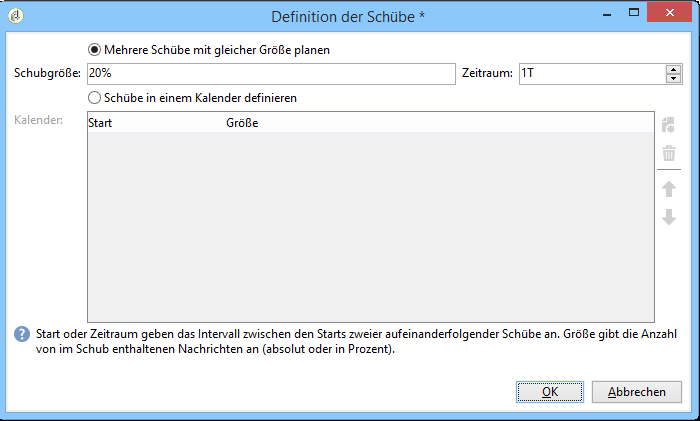 Definition der Schübe *
Mehrere Schübe mit gleicher Größe planen
Schubgröße: 20% Zeitraum: 1T
Schübe in einem Kalender definieren
Kalender: Start Größe
Start oder Zeitraum geben das Intervall zwischen den Starts zweier aufeinanderfolgender Schübe an. Größe gibt die Anzahl
von im Schub enthaltenen Nachrichten an (absolut oder in Prozent).
OK Abbrechen